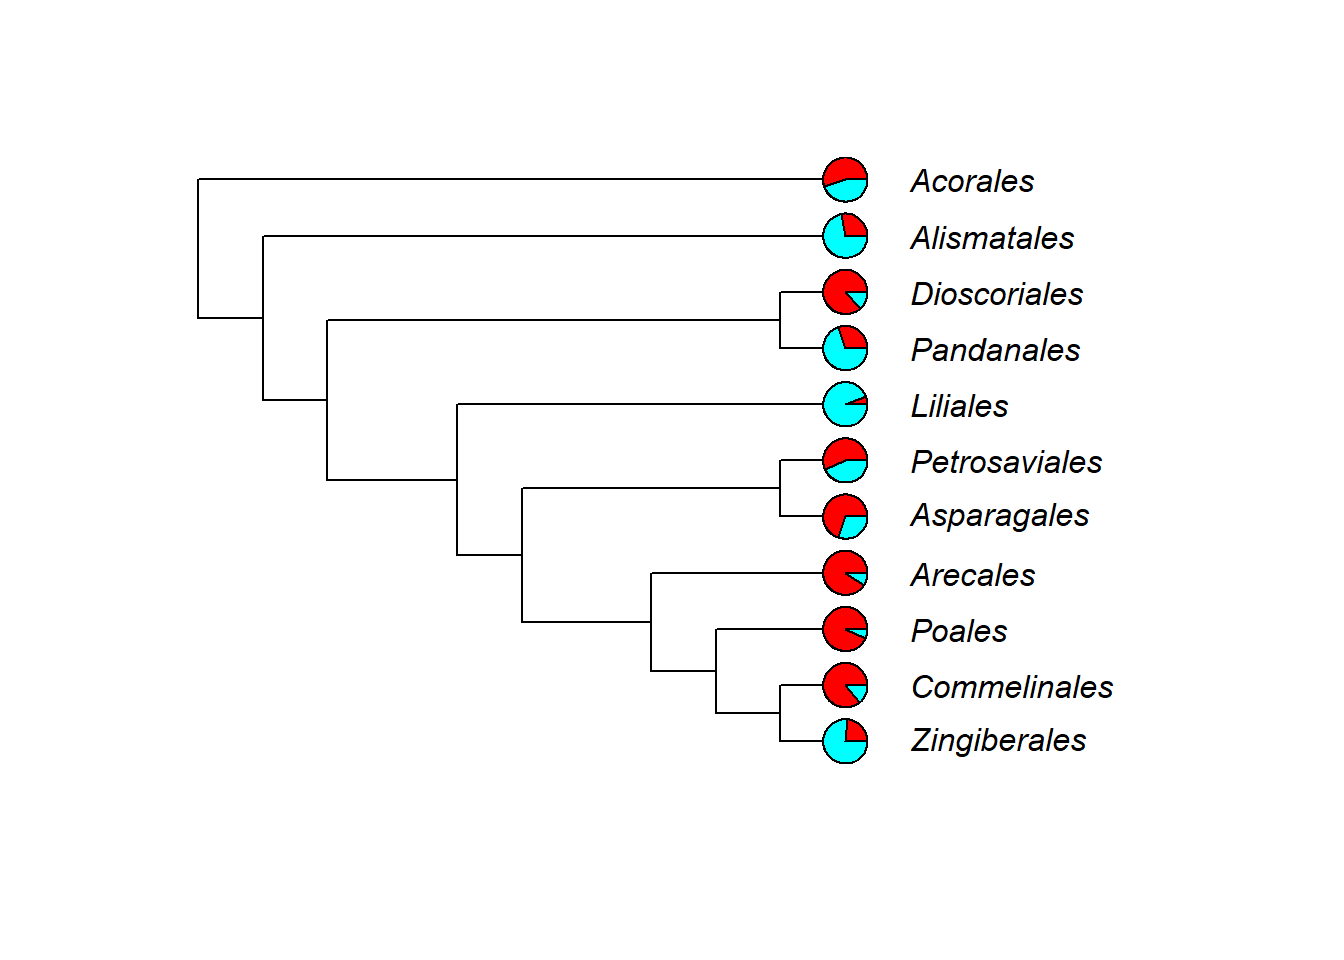 Acorales
Alismatales
Dioscoriales
Pandanales
Liliales
Petrosaviales
Asparagales
Arecales
Poales
Commelinales
Zingiberales